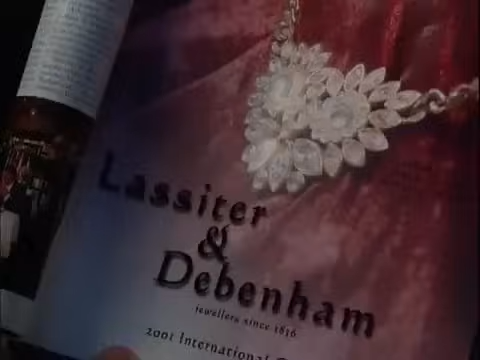 Lassiter
&
Debenham
jewellers since 1816
2001 International